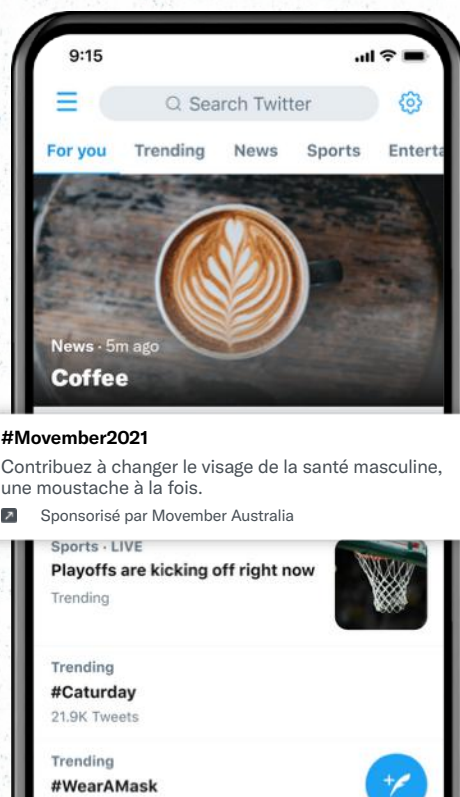 9:15
Search Twitter
For you Trending News Sports Enterta
News · 5m ago
Coffee
#Movember2021
Contribuez à changer le visage de la santé masculine,
une moustache à la fois.
Sponsorisé par Movember Australia
Sports · LIVE
Playoffs are kicking off right now
Trending
Trending
#Caturday
21.9K Tweets
Trending
#WearAMask